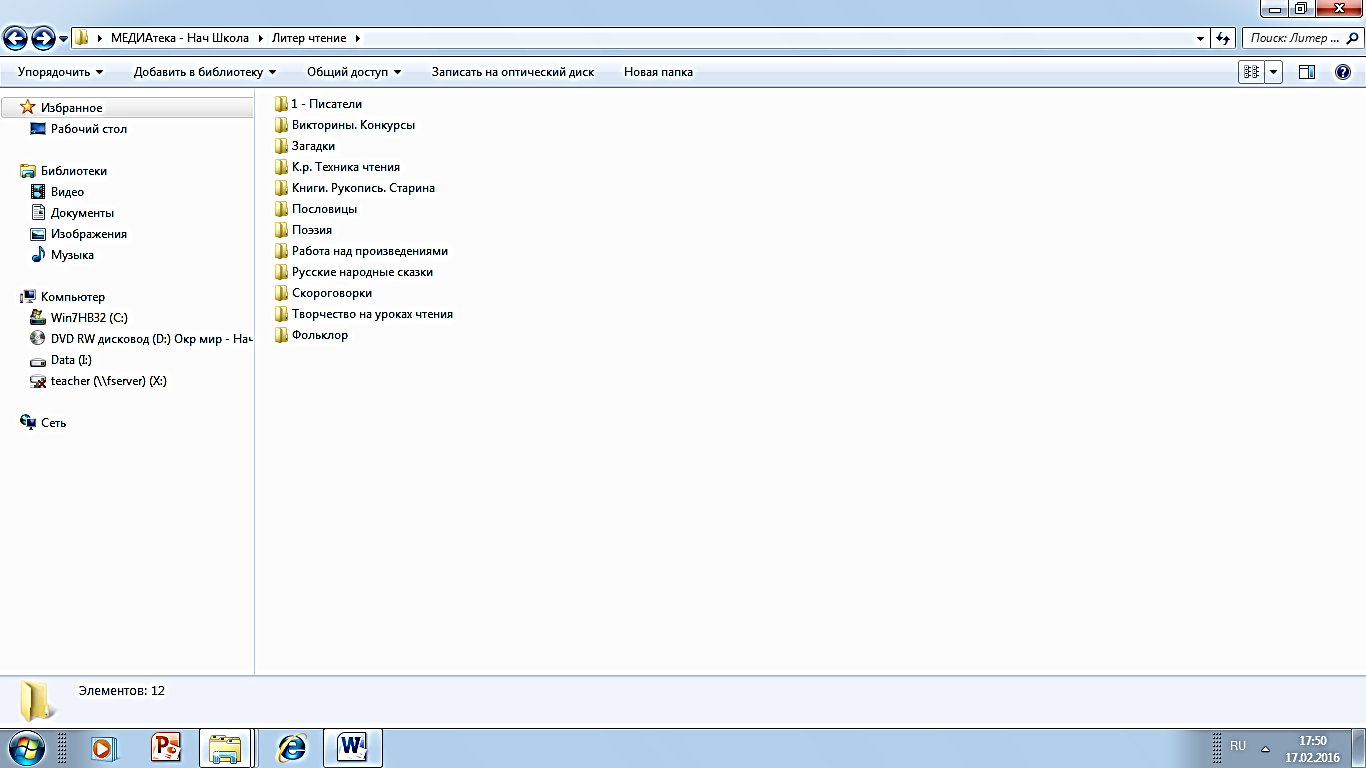 МЕДИАтека - Нач Школа Литер чтение
Поиск: Литер ...
Упорядочить Добавить в библиотеку Общий доступ Записать на оптический диск Новая папка
Избранное
Рабочий стол
Библиотеки
Видео
Документы
Изображения
Музыка
Компьютер
Win7HB32 (C:)
DVD RW дисковод (D:) Окр мир - Нач
Data (I:)
teacher (\\fserver) (X:)
Сеть
1 - Писатели
Викторины. Конкурсы
Загадки
К.р. Техника чтения
Книги. Рукопись. Старина
Пословицы
Поэзия
Работа над произведениями
Русские народные сказки
Скороговорки
Творчество на уроках чтения
Фольклор
Элементов: 12
RU
17:50
17.02.2016